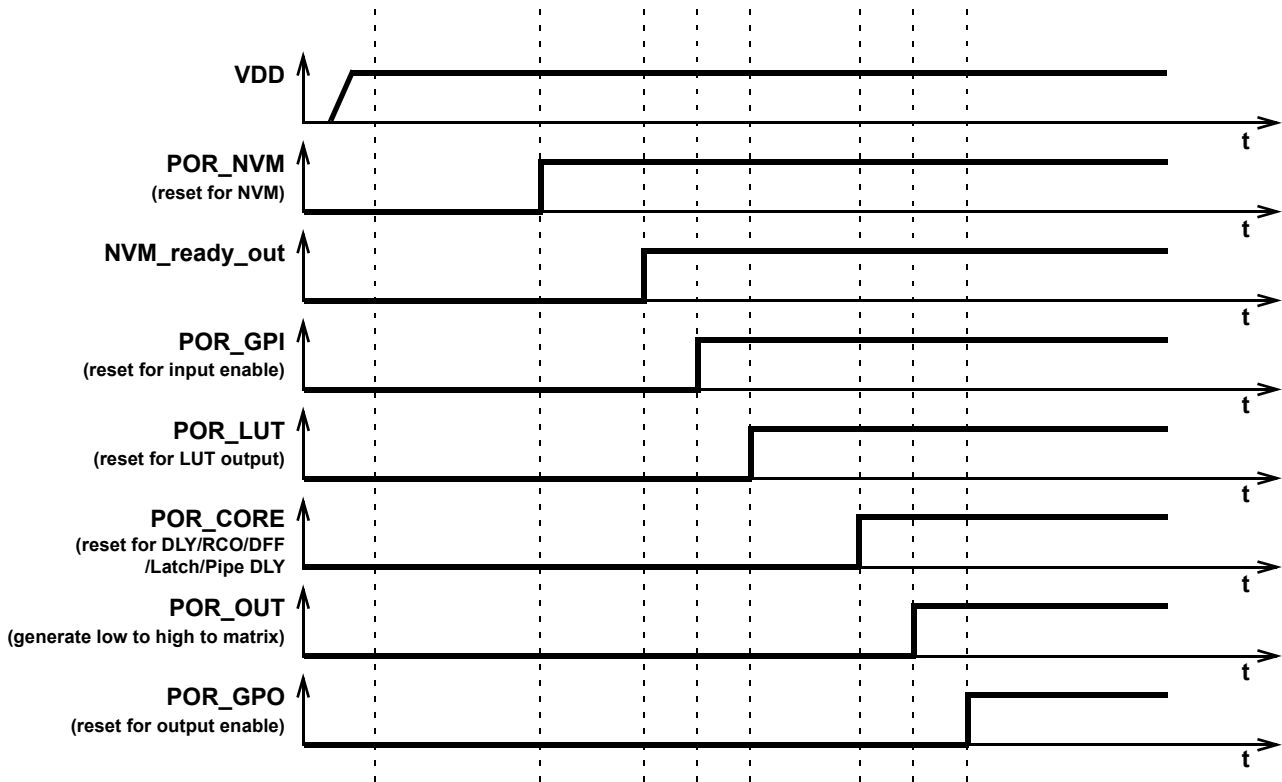 VDD
t
POR_NVM
(reset for NVM)
t
NVM_ready_out
t
POR_GPI
(reset for input enable)
t
POR_LUT
(reset for LUT output)
t
POR_CORE
(reset for DLY/RCO/DFF
/Latch/Pipe DLY
t
POR_OUT
(generate low to high to matrix)
t
POR_GPO
(reset for output enable)
t